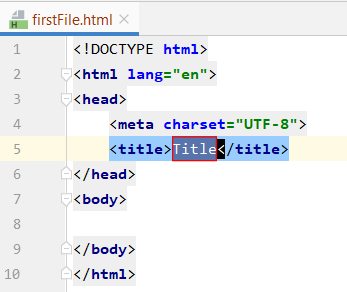 firstFile.html
1 <!DOCTYPE html>
2 <html lang="en">
3 <head>
4 <meta charset="UTF-8">
5 <title>Title</title>
6 </head>
7 <body>
8
9 </body>
10 </html>